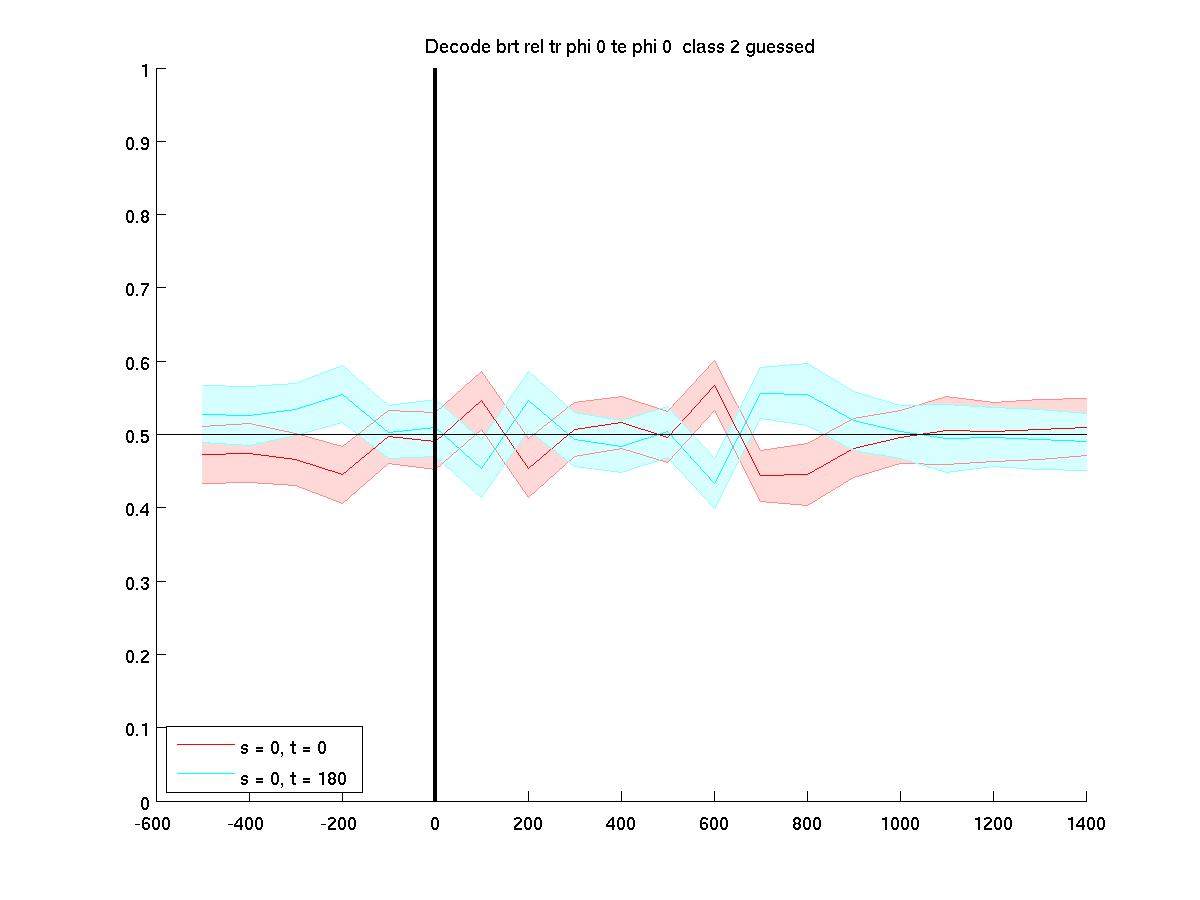 Decode brt rel tr phi 0 te phi 0  class 2 guessed
1
0.9
0.8
0.7
0.6
0.5
0.4
0.3
0.2
0.1
0
s = 0, t = 0
s = 0, t = 180
-600 -400 -200 0 200 400 600 800 1000 1200 1400